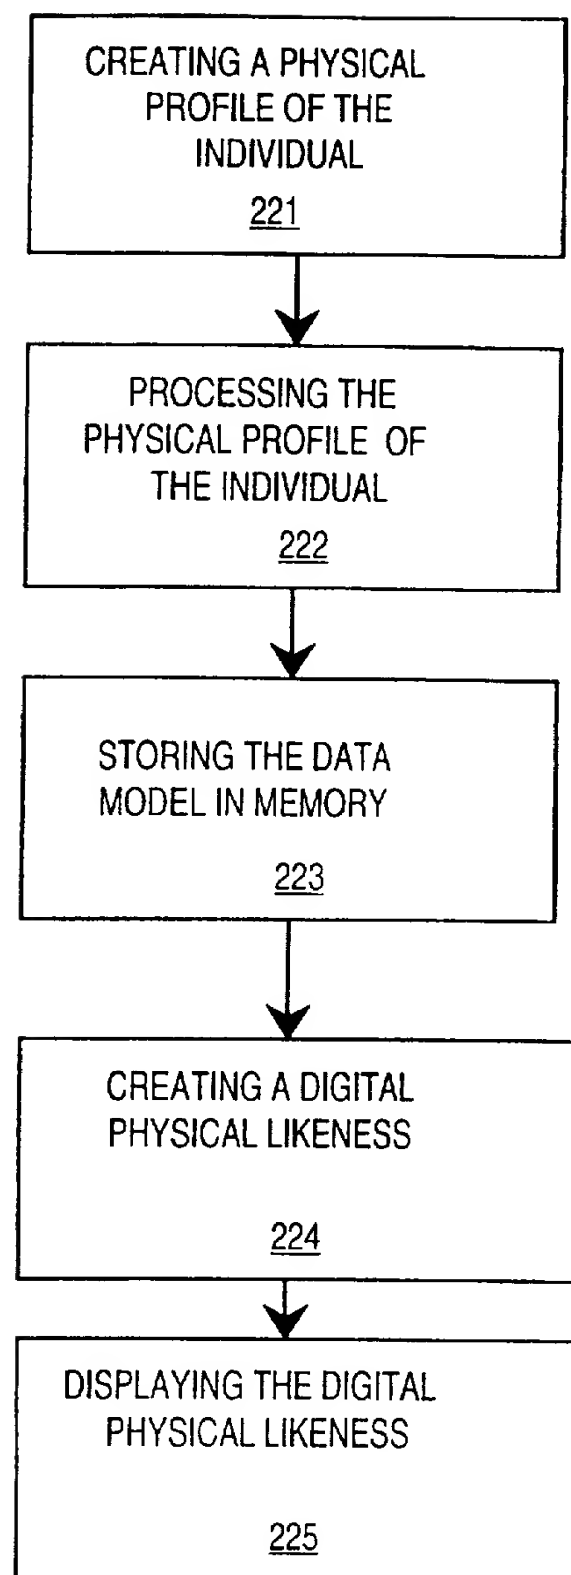 CREATING A PHYSICAL
PROFILE OF THE
INDIVIDUAL
221
PROCESSING THE
PHYSICAL PROFILE OF
THE INDIVIDUAL
222
STORING THE DATA
MODEL IN MEMORY
223
CREATING A DIGITAL
PHYSICAL LIKENESS
224
DISPLAYING THE DIGITAL
PHYSICAL LIKENESS
225